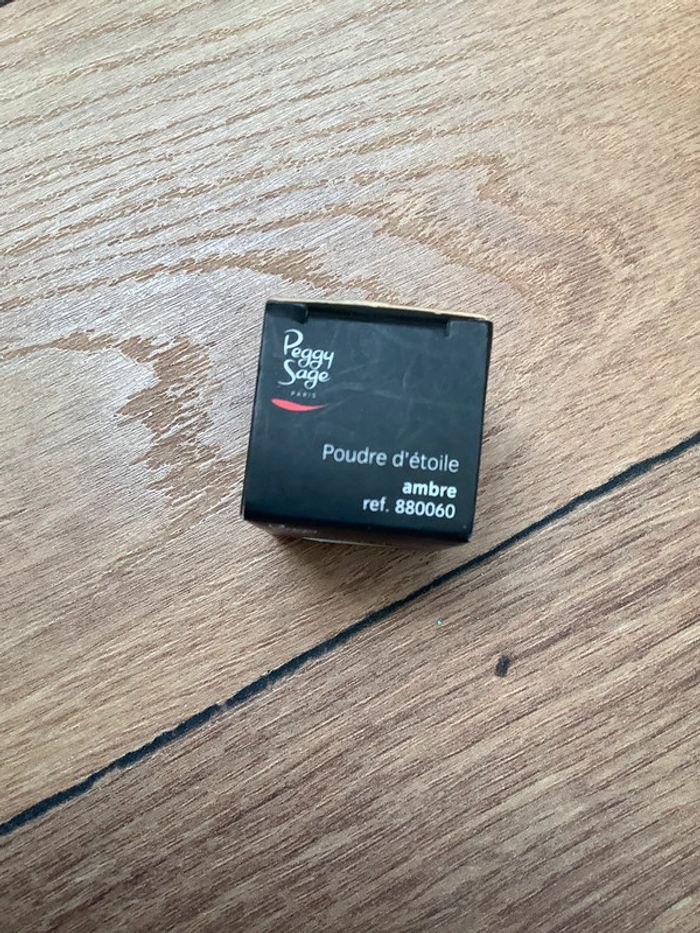 Peggy
Sage
PARIS
Poudre d'étoile
ambre
ref. 880060